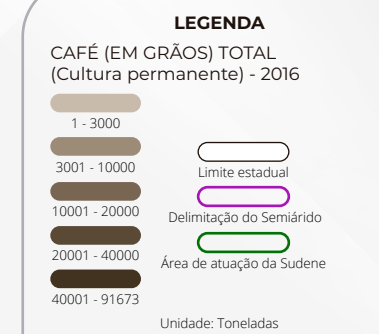 LEGENDA
CAFÉ (EM GRÃOS) TOTAL
(Cultura permanente) - 2016
1 - 3000
3001 - 10000
10001 - 20000
20001 - 40000
40001 - 91673
Limite estadual
Delimitação do Semiárido
Área de atuação da Sudene
Unidade: Toneladas